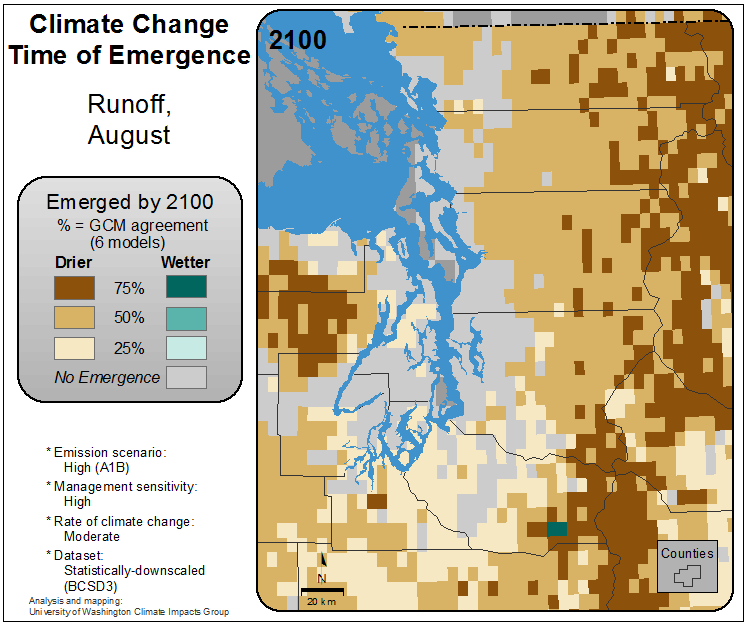 Climate Change
Time of Emergence
Runoff,
August
Emerged by 2100
% = GCM agreement
(6 models)
Drier Wetter
75%
50%
25%
No Emergence
* Emission scenario:
High (A1B)
* Management sensitivity:
High
* Rate of climate change:
Moderate
* Dataset:
Statistically-downscaled
(BCSD3)
Analysis and mapping:
University of Washington Climate Impacts Group
2100
N
20 km
Counties